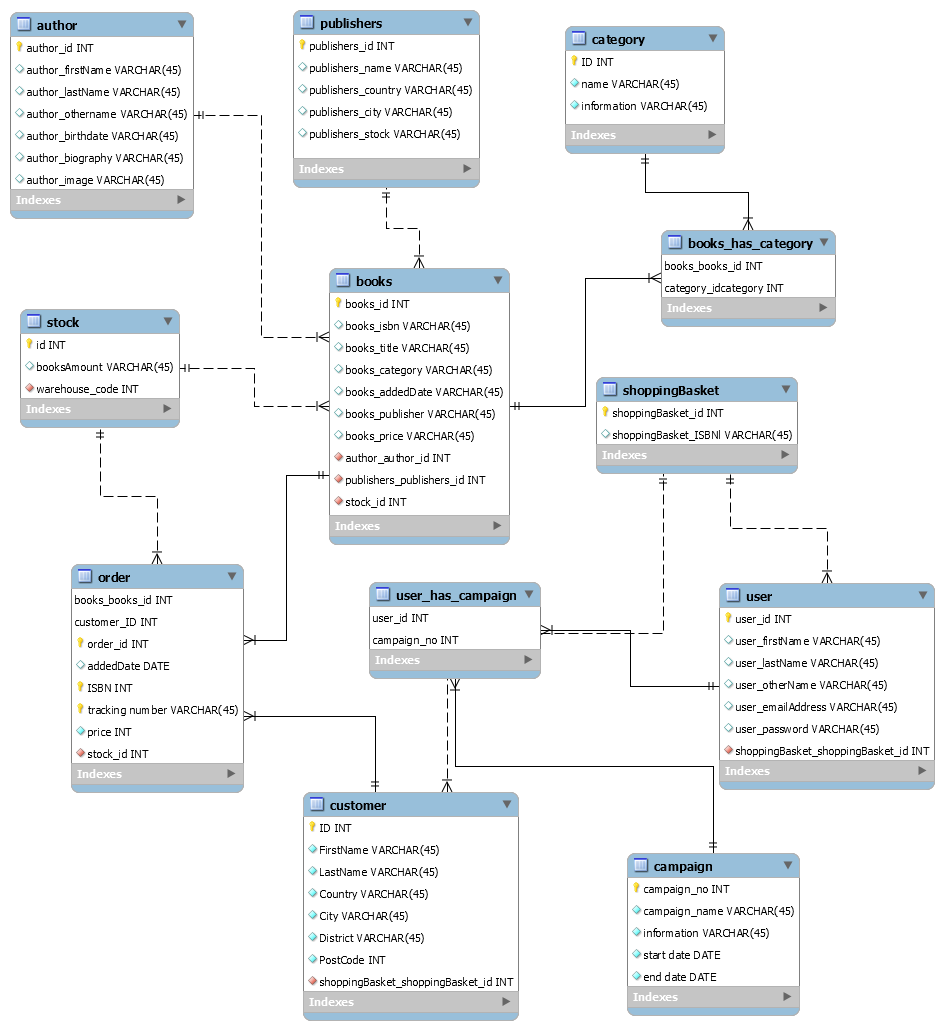 author
author_id INT
author_firstName VARCHAR(45)
author_lastName VARCHAR(45)
author_othername VARCHAR(45)
author_birthdate VARCHAR(45)
author_biography VARCHAR(45)
author_image VARCHAR(45)
Indexes
publishers
publishers_id INT
publishers_name VARCHAR(45)
publishers_country VARCHAR(45)
publishers_city VARCHAR(45)
publishers_stock VARCHAR(45)
Indexes
category
ID INT
name VARCHAR(45)
information VARCHAR(45)
Indexes
books_has_category
books_books_id INT
category_idcategory INT
Indexes
books
books_id INT
books_isbn VARCHAR(45)
books_title VARCHAR(45)
books_category VARCHAR(45)
books_addedDate VARCHAR(45)
books_publisher VARCHAR(45)
books_price VARCHAR(45)
author_author_id INT
publishers_publishers_id INT
stock_id INT
Indexes
stock
id INT
booksAmount VARCHAR(45)
warehouse_code INT
Indexes
shoppingBasket
shoppingBasket_id INT
shoppingBasket_ISBNl VARCHAR(45)
Indexes
order
books_books_id INT
customer_ID INT
order_id INT
addedDate DATE
ISBN INT
tracking number VARCHAR(45)
price INT
stock_id INT
Indexes
user_has_campaign
user_id INT
campaign_no INT
Indexes
user
user_id INT
user_firstName VARCHAR(45)
user_lastName VARCHAR(45)
user_otherName VARCHAR(45)
user_emailAddress VARCHAR(45)
user_password VARCHAR(45)
shoppingBasket_shoppingBasket_id INT
Indexes
customer
ID INT
FirstName VARCHAR(45)
LastName VARCHAR(45)
Country VARCHAR(45)
City VARCHAR(45)
District VARCHAR(45)
PostCode INT
shoppingBasket_shoppingBasket_id INT
Indexes
campaign
campaign_no INT
campaign_name VARCHAR(45)
information VARCHAR(45)
start date DATE
end date DATE
Indexes